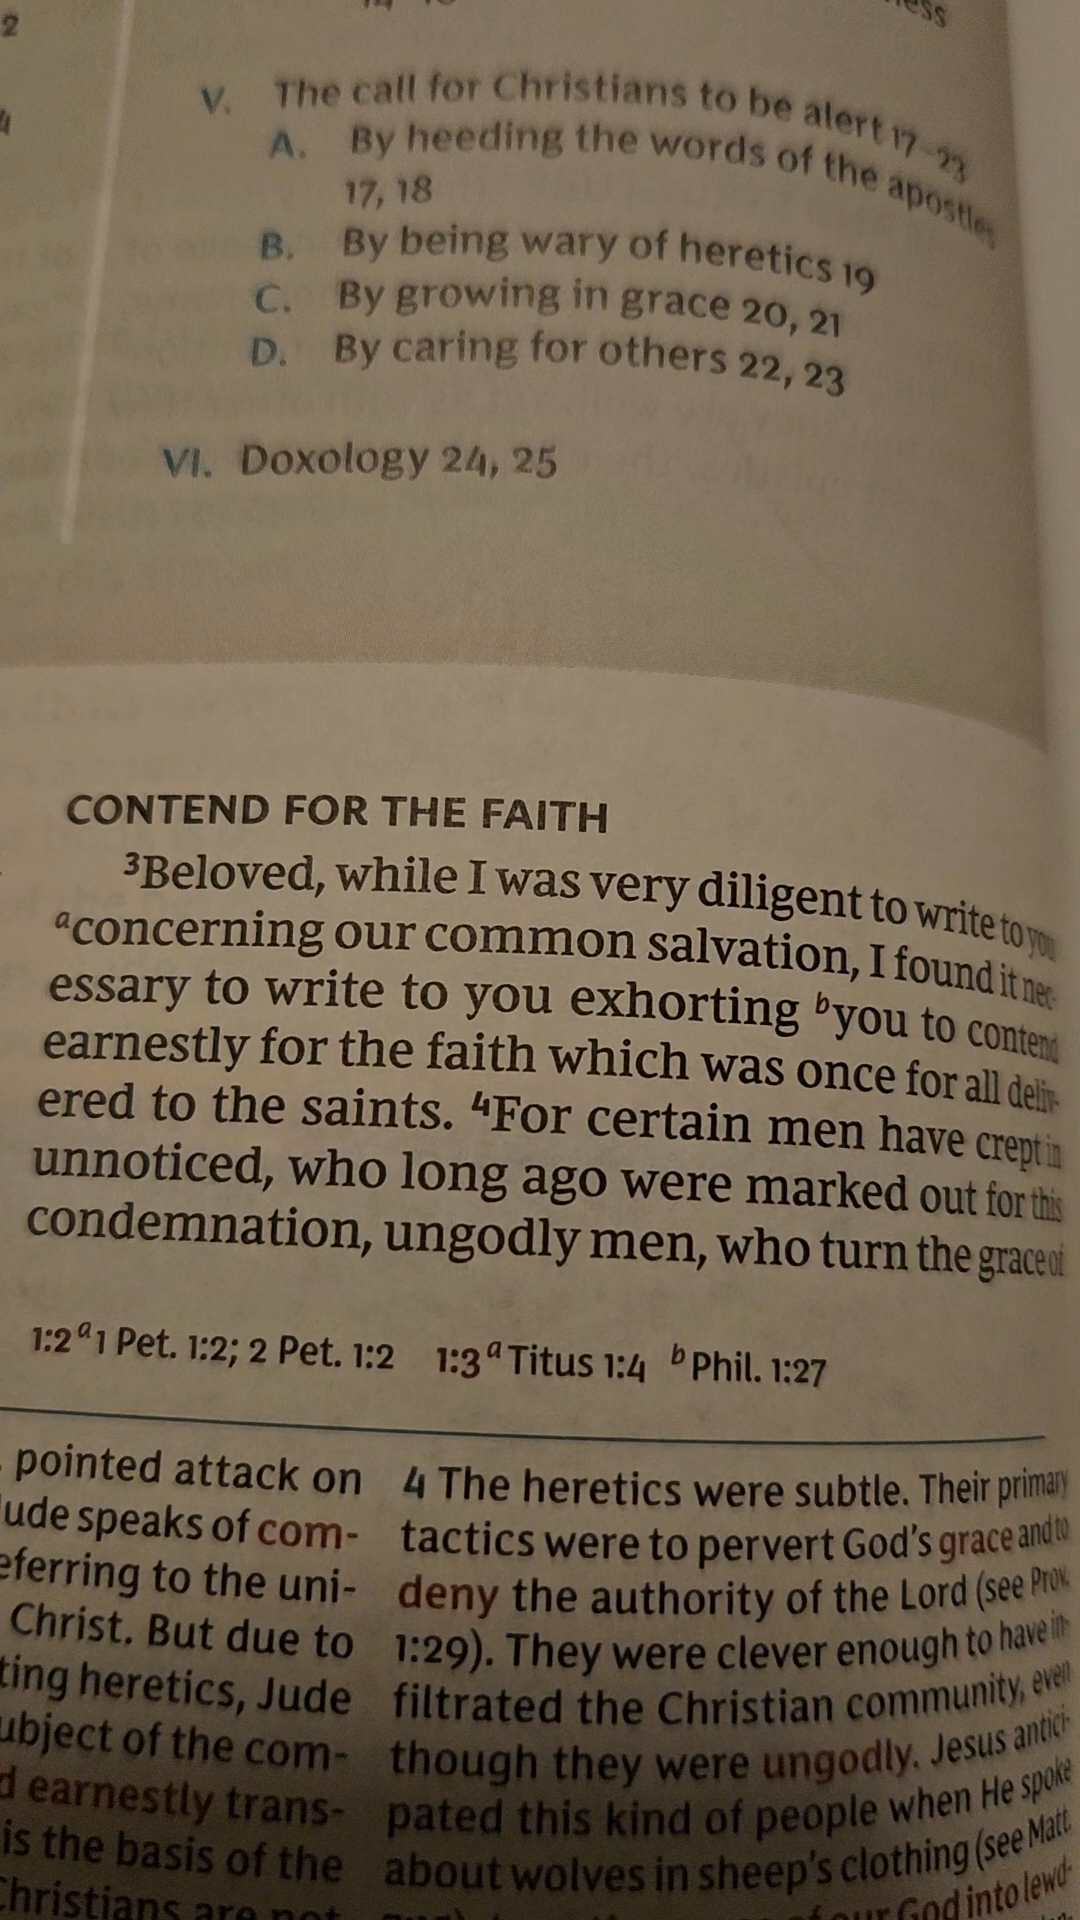 2
ess
V. The call for Christians to be alert 17–23
A. By heeding the words of the apostles
17, 18
B. By being wary of heretics 19
C. By growing in grace 20, 21
D. By caring for others 22, 23
VI. Doxology 24, 25
CONTEND FOR THE FAITH
³Beloved, while I was very diligent to write to you
ᵃconcerning our common salvation, I found it nec-
essary to write to you exhorting ᵇyou to contend
earnestly for the faith which was once for all deliv-
ered to the saints. ⁴For certain men have crept in
unnoticed, who long ago were marked out for this
condemnation, ungodly men, who turn the grace of
1:2 ᵃ1 Pet. 1:2; 2 Pet. 1:2 1:3 ᵃTitus 1:4 ᵇPhil. 1:27
pointed attack on
ude speaks of com-
eferring to the uni-
Christ. But due to
ting heretics, Jude
ubject of the com-
d earnestly trans-
is the basis of the
Christians are not
4 The heretics were subtle. Their primary
tactics were to pervert God's grace and to
deny the authority of the Lord (see Prov.
1:29). They were clever enough to have in-
filtrated the Christian community, even
though they were ungodly. Jesus antici-
pated this kind of people when He spoke
about wolves in sheep's clothing (see Matt.
of our God into lewd-